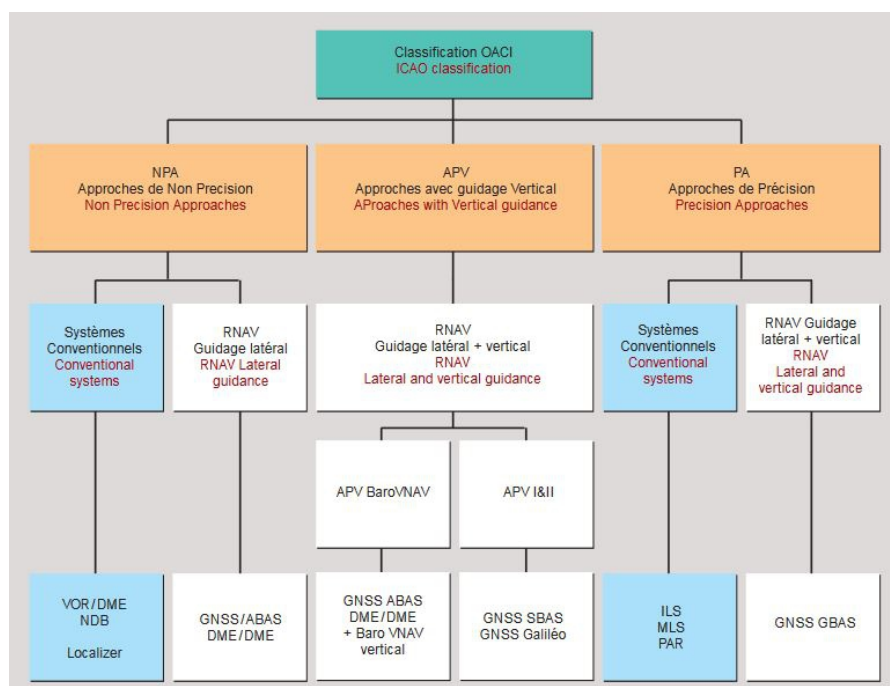 Classification OACI
ICAO classification
NPA
Approches de Non Precision
Non Precision Approaches
APV
Approches avec guidage Vertical
AProaches with Vertical guidance
PA
Approches de Précision
Precision Approaches
Systèmes
Conventionnels
Conventional
systems
RNAV
Guidage latéral
RNAV Lateral
guidance
RNAV
Guidage latéral + vertical
RNAV
Lateral and vertical guidance
Systèmes
Conventionnels
Conventional
systems
RNAV Guidage
latéral + vertical
RNAV
Lateral and
vertical guidance
APV BaroVNAV
APV I&II
VOR/DME
NDB
Localizer
GNSS/ABAS
DME/DME
GNSS ABAS
DME/DME
+ Baro VNAV
vertical
GNSS SBAS
GNSS Galiléo
ILS
MLS
PAR
GNSS GBAS